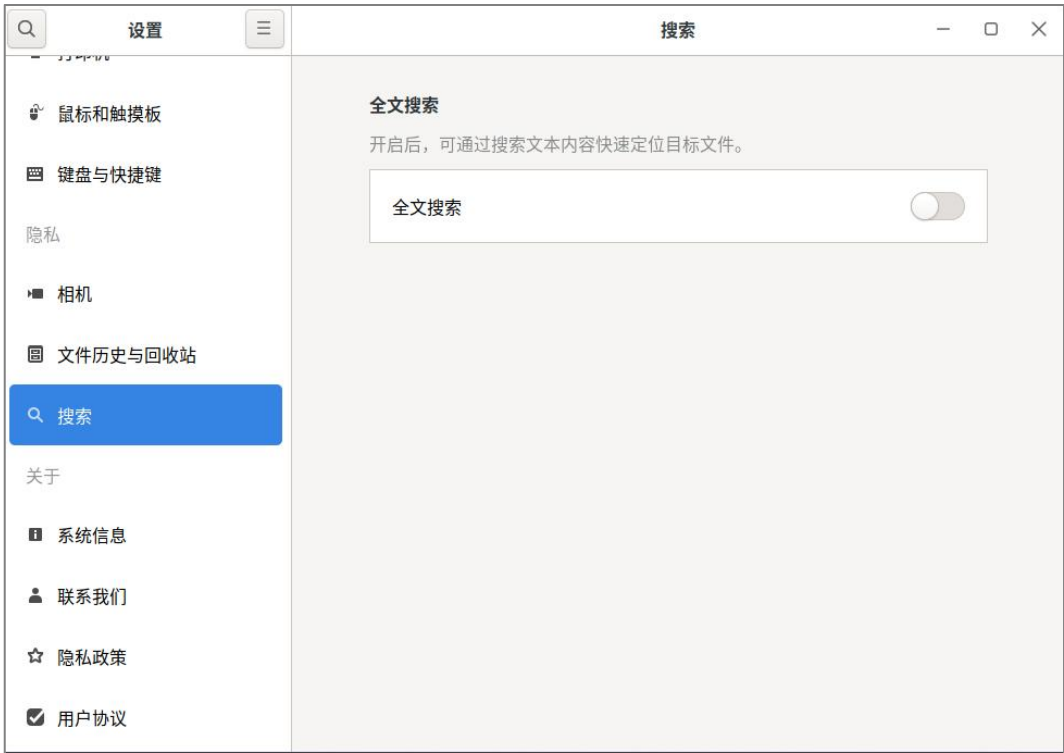 设置
搜索
打印机
鼠标和触摸板
键盘与快捷键
隐私
相机
文件历史与回收站
搜索
关于
系统信息
联系我们
隐私政策
用户协议
全文搜索
开启后，可通过搜索文本内容快速定位目标文件。
全文搜索